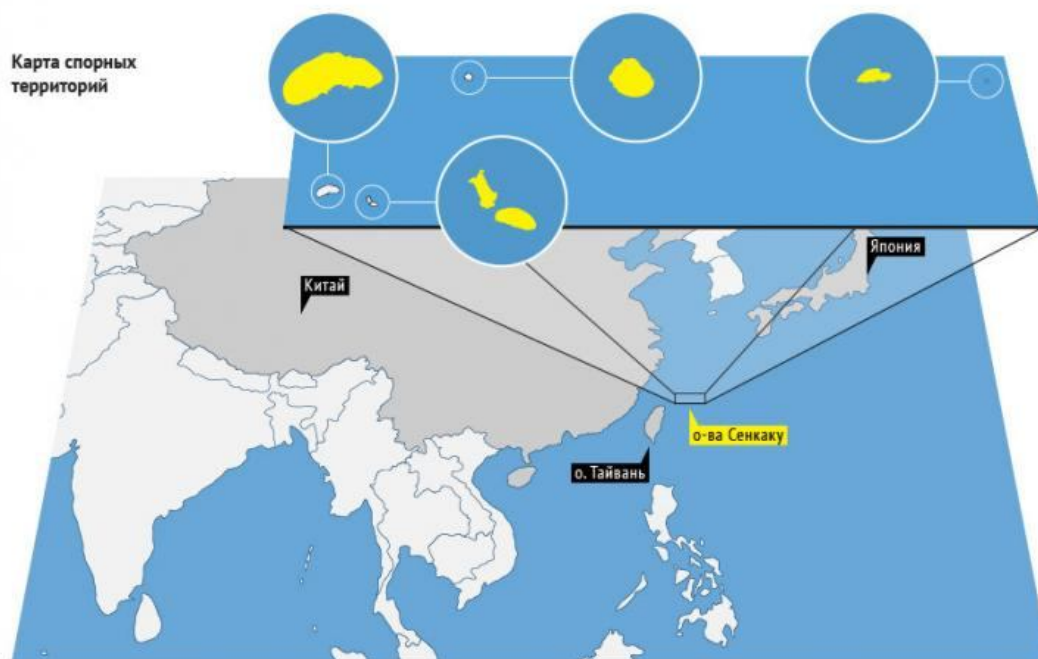 Карта спорных
территорий
Япония
Китай
о-ва Сенкаку
о. Тайвань